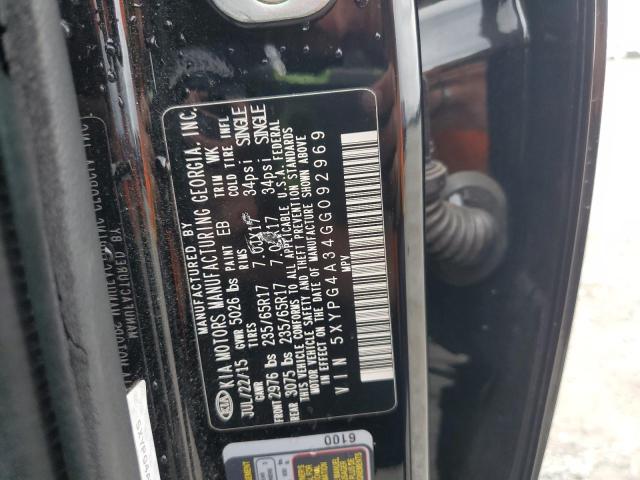 KIA
MANUFACTURED BY
KIA MOTORS MANUFACTURING GEORGIA, INC.
JUL/22/15 GVWR 5026 lbs PAINT EB TRIM WK
GAWR TIRES RIMS COLD TIRE INFL
FRONT 2976 lbs 235/65R17 7.0JX17 34psi SINGLE
REAR 3075 lbs 235/65R17 7.0JX17 34psi SINGLE
THIS VEHICLE CONFORMS TO ALL APPLICABLE U.S.A. FEDERAL
MOTOR VEHICLE SAFETY AND THEFT PREVENTION STANDARDS
IN EFFECT ON THE DATE OF MANUFACTURE SHOWN ABOVE
VIN 5XYPG4A34GG092969
MPV
6100